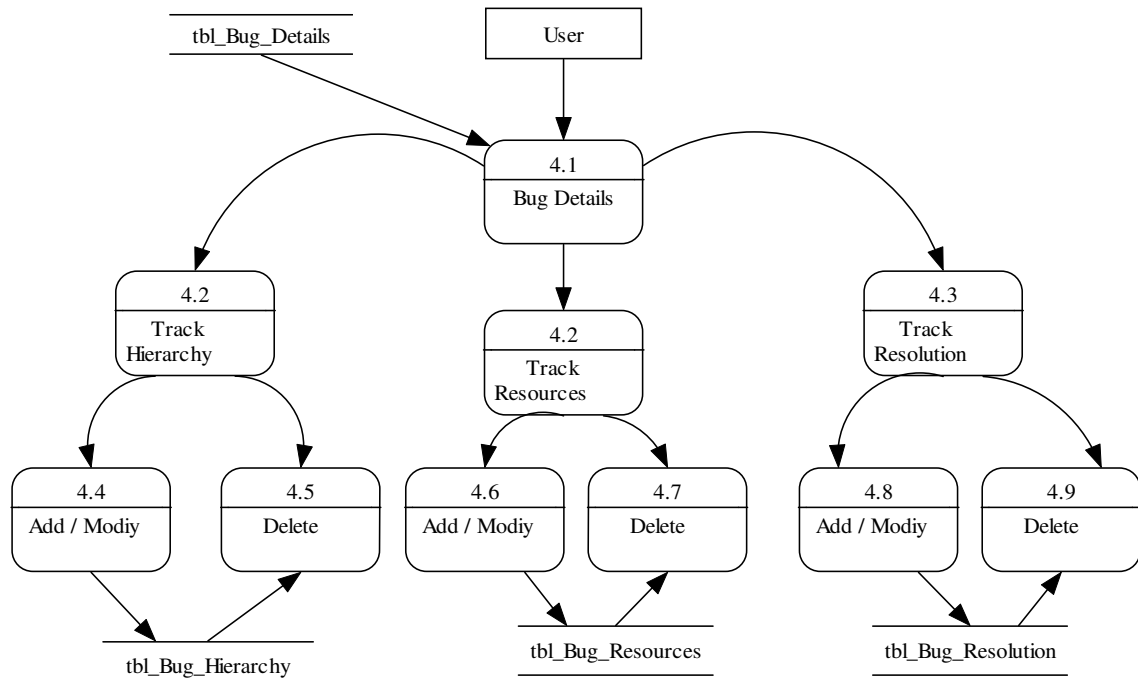 tbl_Bug_Details
User
4.1
Bug Details
4.2
Track
Hierarchy
4.2
Track
Resources
4.3
Track
Resolution
4.4
Add / Modiy
4.5
Delete
4.6
Add / Modiy
4.7
Delete
4.8
Add / Modiy
4.9
Delete
tbl_Bug_Hierarchy
tbl_Bug_Resources
tbl_Bug_Resolution